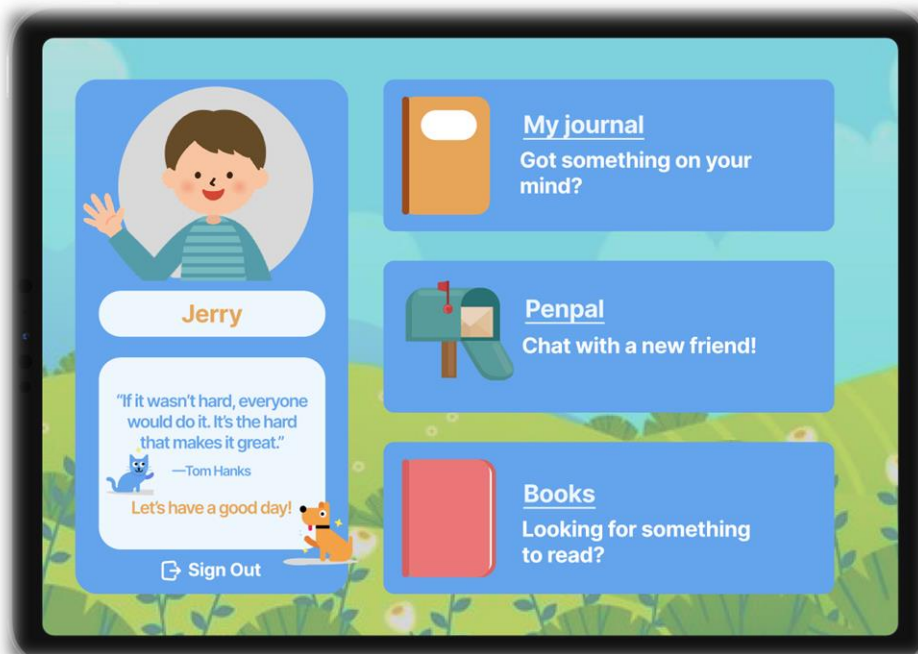 Jerry
“If it wasn’t hard, everyone
would do it. It’s the hard
that makes it great.”
—Tom Hanks
Let’s have a good day!
Sign Out
My journal
Got something on your
mind?
Penpal
Chat with a new friend!
Books
Looking for something
to read?